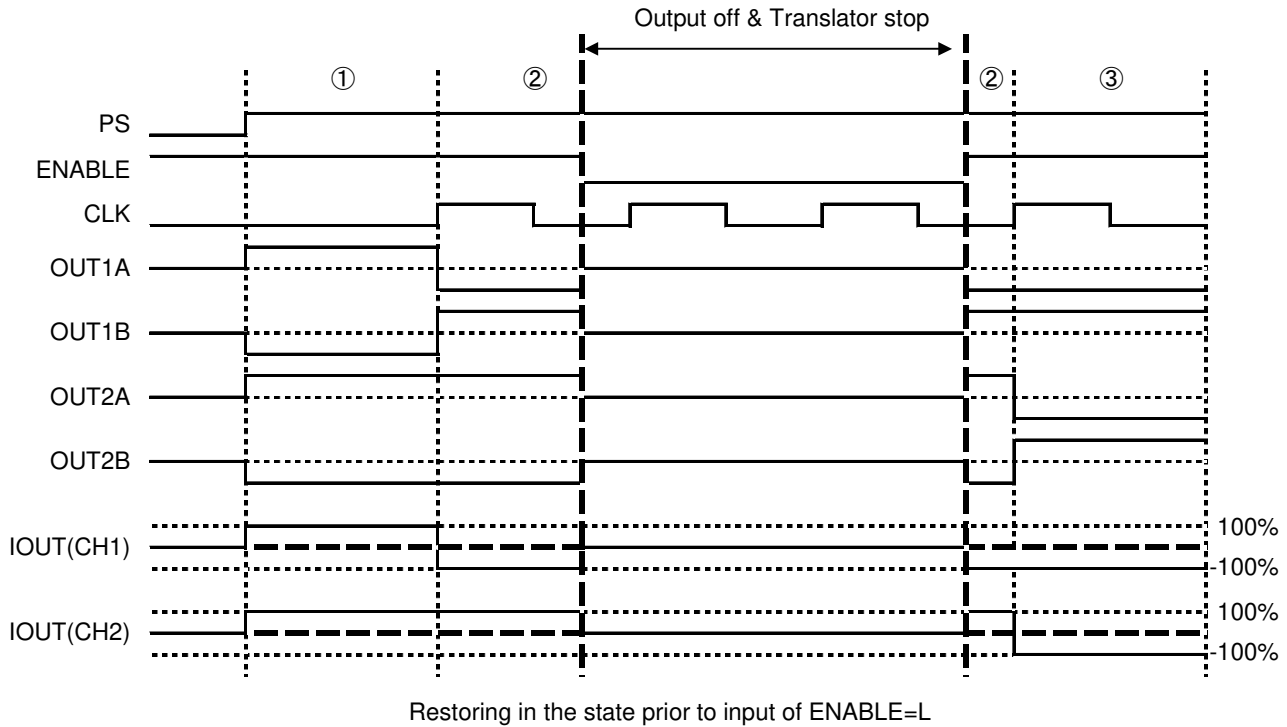 Output off & Translator stop
① ② ② ③
PS
ENABLE
CLK
OUT1A
OUT1B
OUT2A
OUT2B
100%
IOUT(CH1)
-100%
100%
IOUT(CH2)
-100%
Restoring in the state prior to input of ENABLE=L